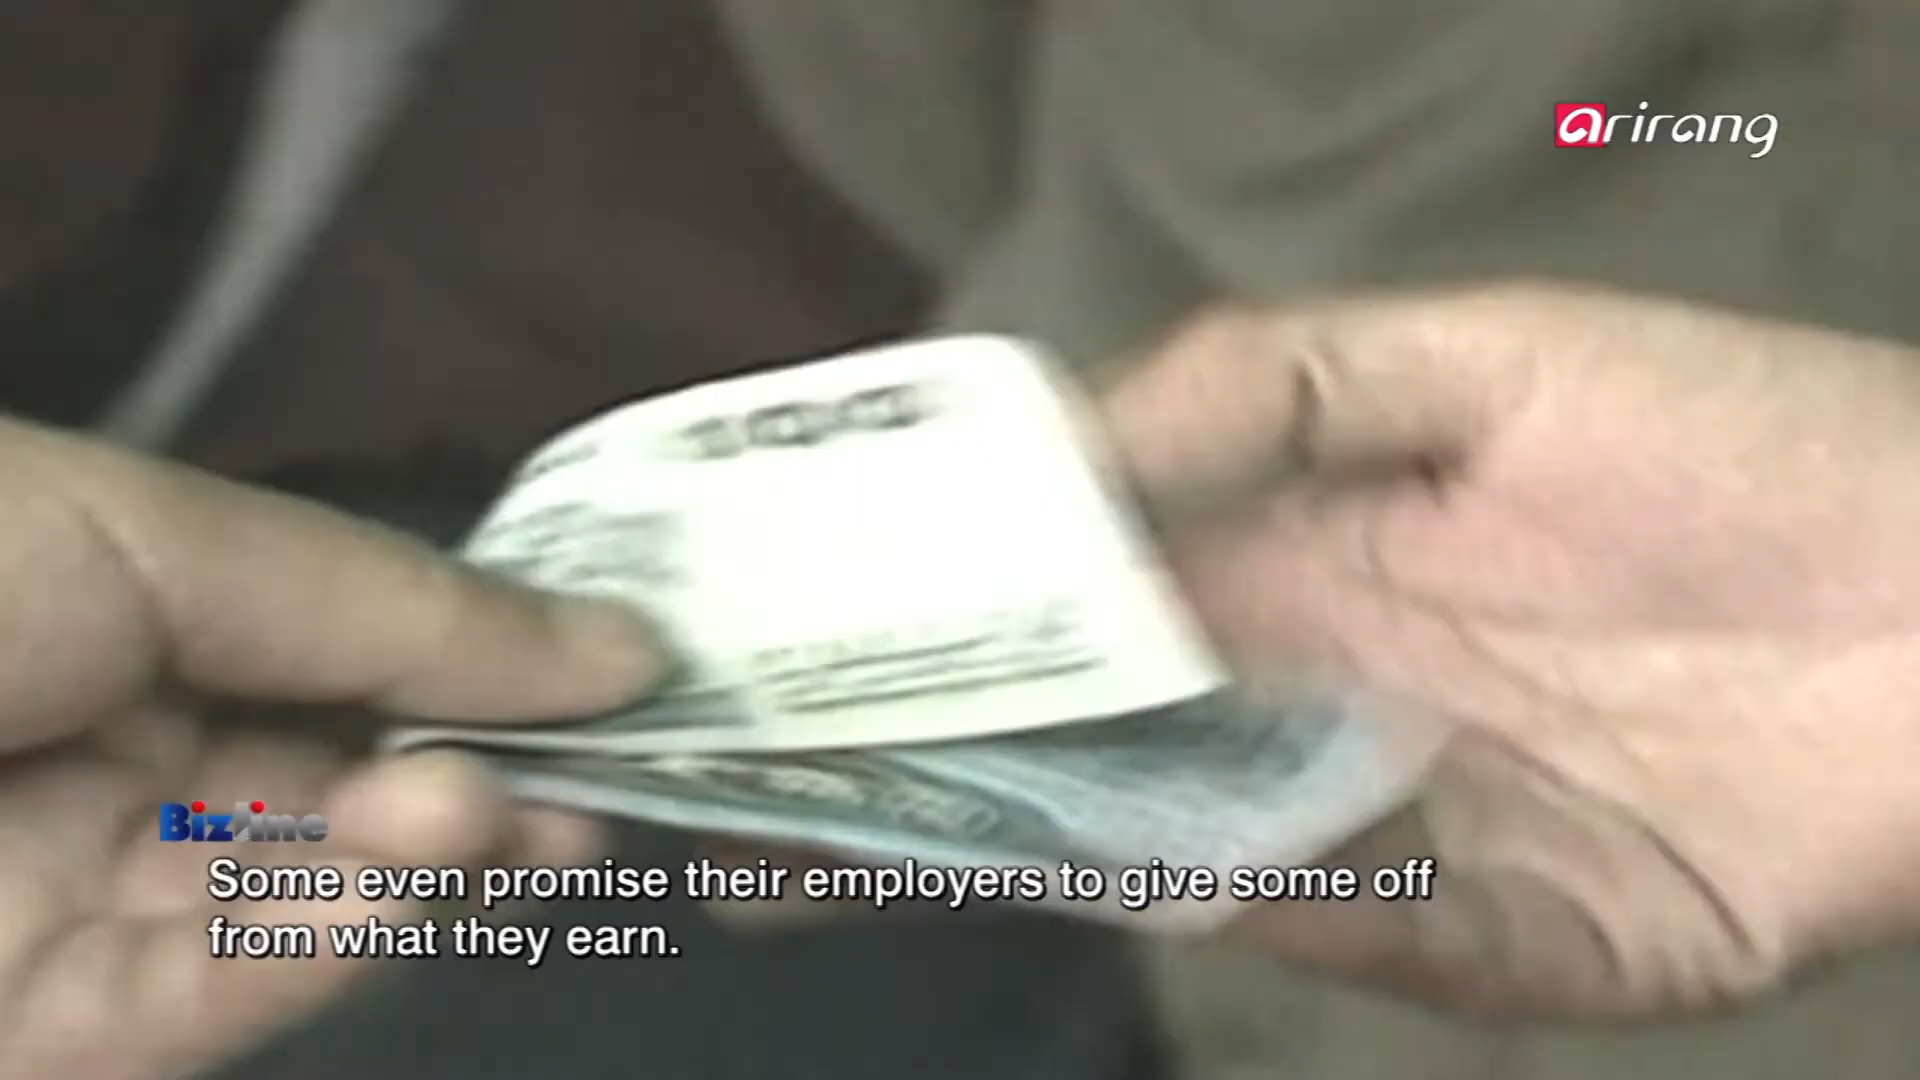 arirang
Bizline
Some even promise their employers to give some off
from what they earn.